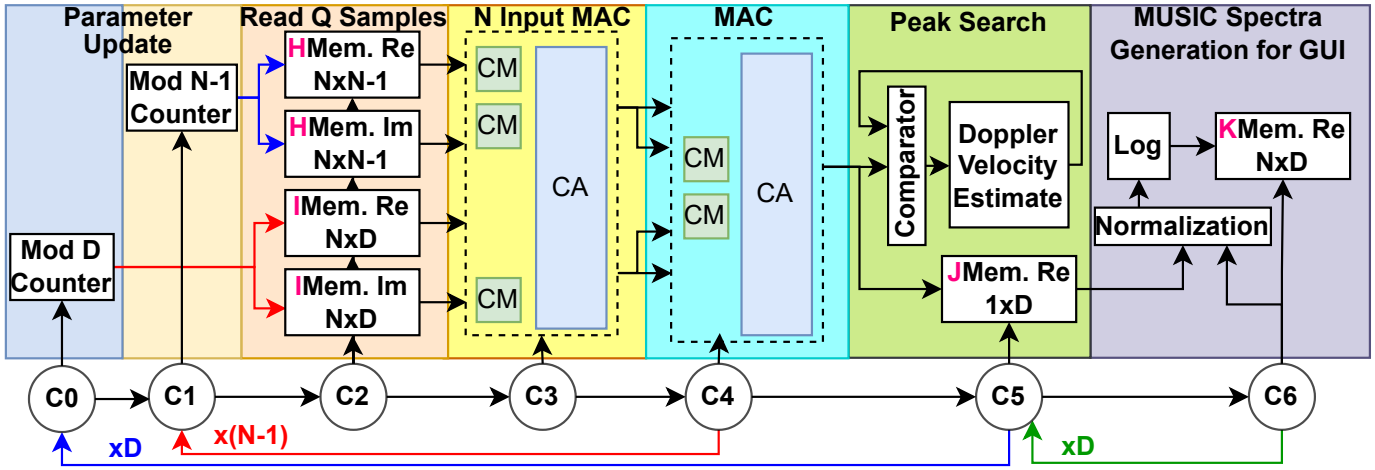 Parameter
Update
Read Q Samples
N Input MAC
MAC
Peak Search
MUSIC Spectra
Generation for GUI
Mod N-1
Counter
Mod D
Counter
HMem. Re
NxN-1
HMem. Im
NxN-1
IMem. Re
NxD
IMem. Im
NxD
CM
CM
CM
CA
CM
CM
CA
Comparator
Doppler
Velocity
Estimate
JMem. Re
1xD
Log
KMem. Re
NxD
Normalization
C0
C1
C2
C3
C4
C5
C6
xD
x(N-1)
xD